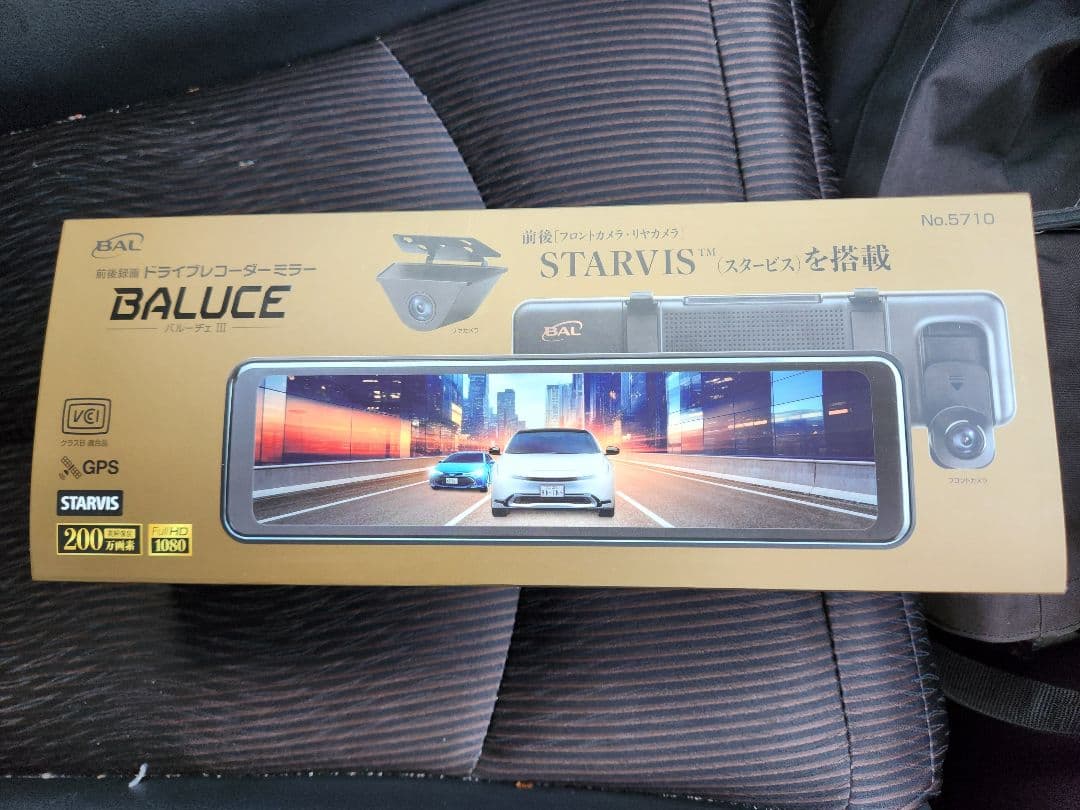 BAL
前後録画 ドライブレコーダーミラー
BALUCE
バルーチェ III
VCCI
クラスB 適合品
GPS
STARVIS
200万画素
Full HD
1080
リヤカメラ
前後[フロントカメラ・リヤカメラ]
STARVIS™(スタービス)を搭載
No.5710
BAL
フロントカメラ